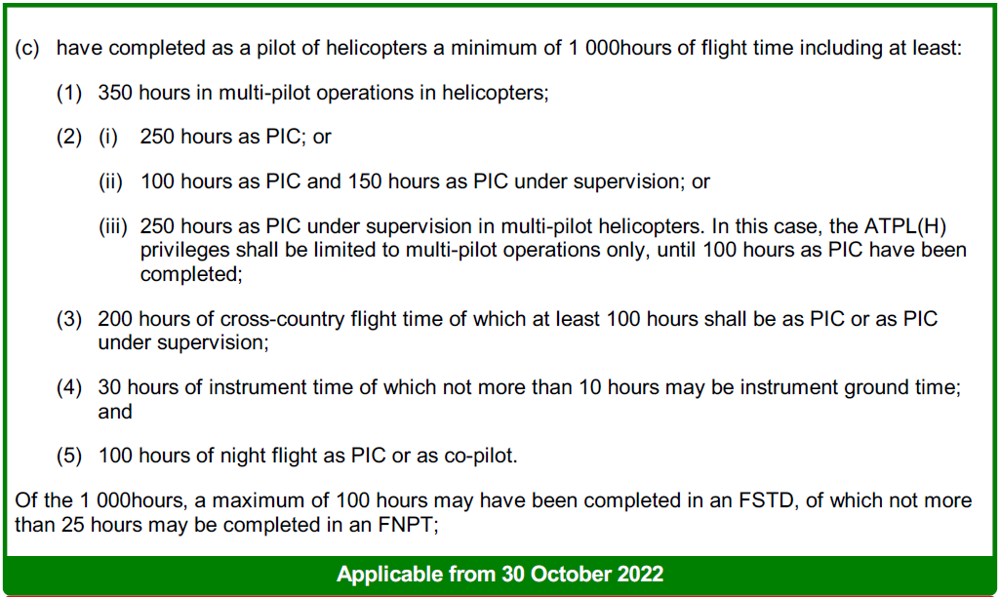 (c) have completed as a pilot of helicopters a minimum of 1 000hours of flight time including at least:
(1) 350 hours in multi-pilot operations in helicopters;
(2) (i) 250 hours as PIC; or
(ii) 100 hours as PIC and 150 hours as PIC under supervision; or
(iii) 250 hours as PIC under supervision in multi-pilot helicopters. In this case, the ATPL(H)
privileges shall be limited to multi-pilot operations only, until 100 hours as PIC have been
completed;
(3) 200 hours of cross-country flight time of which at least 100 hours shall be as PIC or as PIC
under supervision;
(4) 30 hours of instrument time of which not more than 10 hours may be instrument ground time;
and
(5) 100 hours of night flight as PIC or as co-pilot.
Of the 1 000hours, a maximum of 100 hours may have been completed in an FSTD, of which not more
than 25 hours may be completed in an FNPT;
Applicable from 30 October 2022